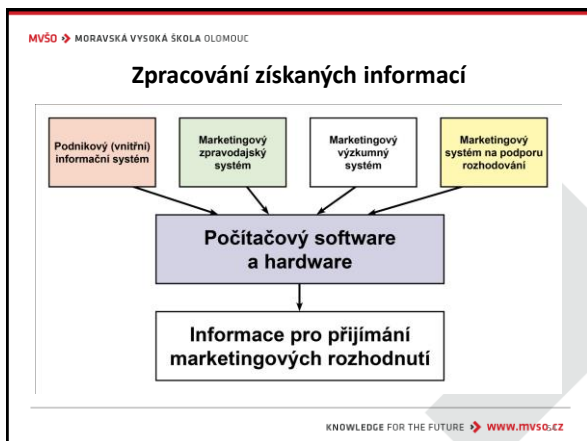 MVŠO MORAVSKÁ VYSOKÁ ŠKOLA OLOMOUC
Zpracování získaných informací
Podnikový (vnitřní)
informační systém
Marketingový
zpravodajský
systém
Marketingový
výzkumný
systém
Marketingový
systém na podporu
rozhodování
Počítačový software
a hardware
Informace pro přijímání
marketingových rozhodnutí
KNOWLEDGE FOR THE FUTURE www.mvso.cz